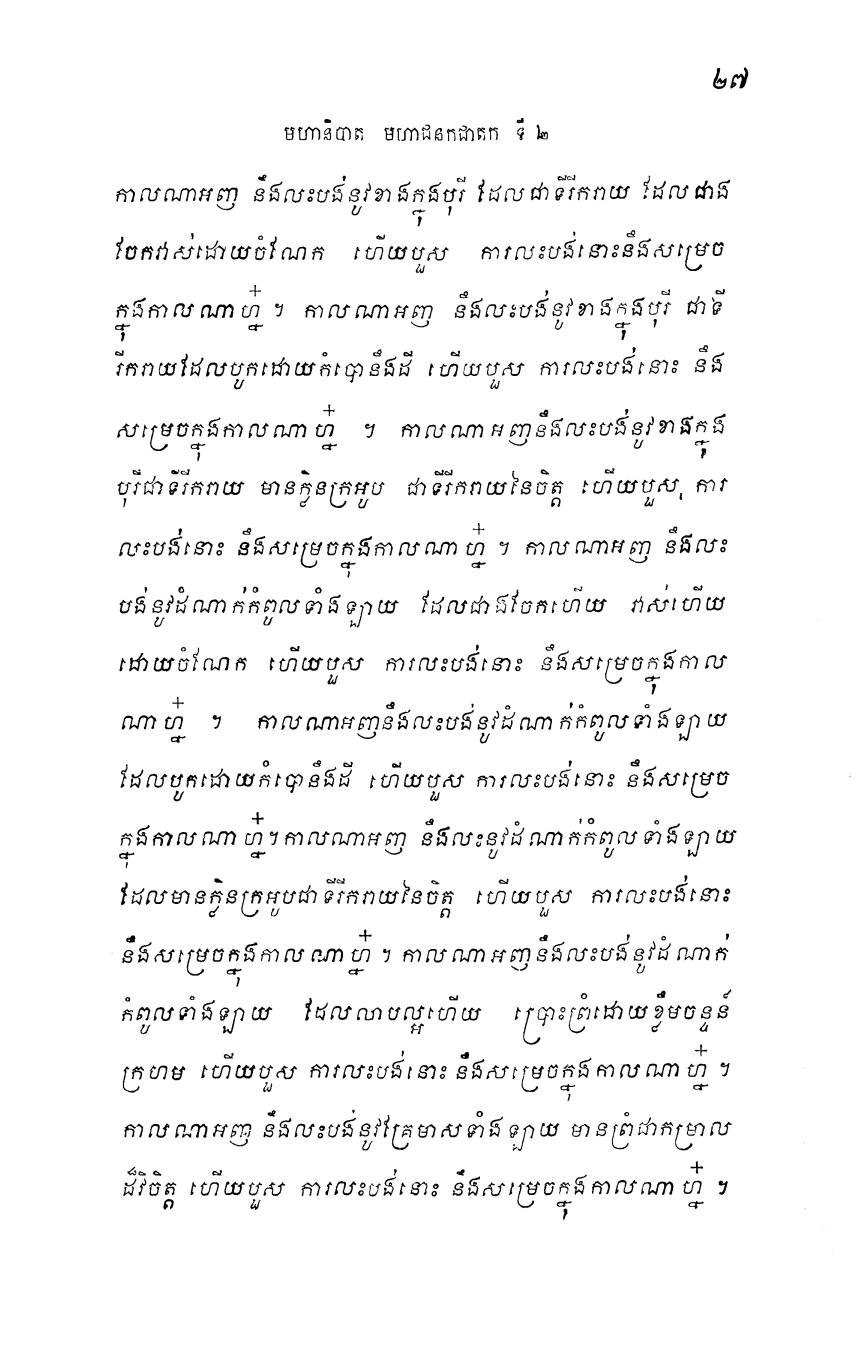 ២៧
មហានិបាត មហាជនកជាតក ទី ២
កាលណាអញ នឹងលះបង់នូវខាងក្នុងបុរី ដែលជាទីរីករាយ ដែលជាង
ចែកវាស់ដោយចំណែក ហើយបួស ការលះបង់នោះនឹងសម្រេច
ក្នុងកាលណាហ្ន៎ ។ កាលណាអញ នឹងលះបង់នូវខាងក្នុងបុរី ជាទី
រីករាយដែលបូកដោយកំបោនឹងដី ហើយបួស ការលះបង់នោះ នឹង
សម្រេចក្នុងកាលណាហ្ន៎ ។ កាលណាអញនឹងលះបង់នូវខាងក្នុង
បុរីជាទីរីករាយ មានក្លិនក្រអូប ជាទីរីករាយនៃចិត្ត ហើយបួស ការ
លះបង់នោះ នឹងសម្រេចក្នុងកាលណាហ្ន៎ ។ កាលណាអញ នឹងលះ
បង់នូវដំណាក់កំពូលទាំងឡាយ ដែលជាងចែកហើយ វាស់ហើយ
ដោយចំណែក ហើយបួស ការលះបង់នោះ នឹងសម្រេចក្នុងកាល
ណាហ្ន៎ ។ កាលណាអញនឹងលះបង់នូវដំណាក់កំពូលទាំងឡាយ
ដែលបូកដោយកំបោនឹងដី ហើយបួស ការលះបង់នោះ នឹងសម្រេច
ក្នុងកាលណាហ្ន៎។ កាលណាអញ នឹងលះនូវដំណាក់កំពូលទាំងឡាយ
ដែលមានក្លិនក្រអូបជាទីរីករាយនៃចិត្ត ហើយបួស ការលះបង់នោះ
នឹងសម្រេចក្នុងកាលណាហ្ន៎ ។ កាលណាអញនឹងលះបង់នូវដំណាក់
កំពូលទាំងឡាយ ដែលលាបល្អហើយ ប្រោះព្រំដោយខ្លឹមចន្ទន៍
ក្រហម ហើយបួស ការលះបង់នោះ នឹងសម្រេចក្នុងកាលណាហ្ន៎ ។
កាលណាអញ នឹងលះបង់នូវគ្រែមាសទាំងឡាយ មានព្រំជាកម្រាល
ដ៏វិចិត្ត ហើយបួស ការលះបង់នោះ នឹងសម្រេចក្នុងកាលណាហ្ន៎ ។